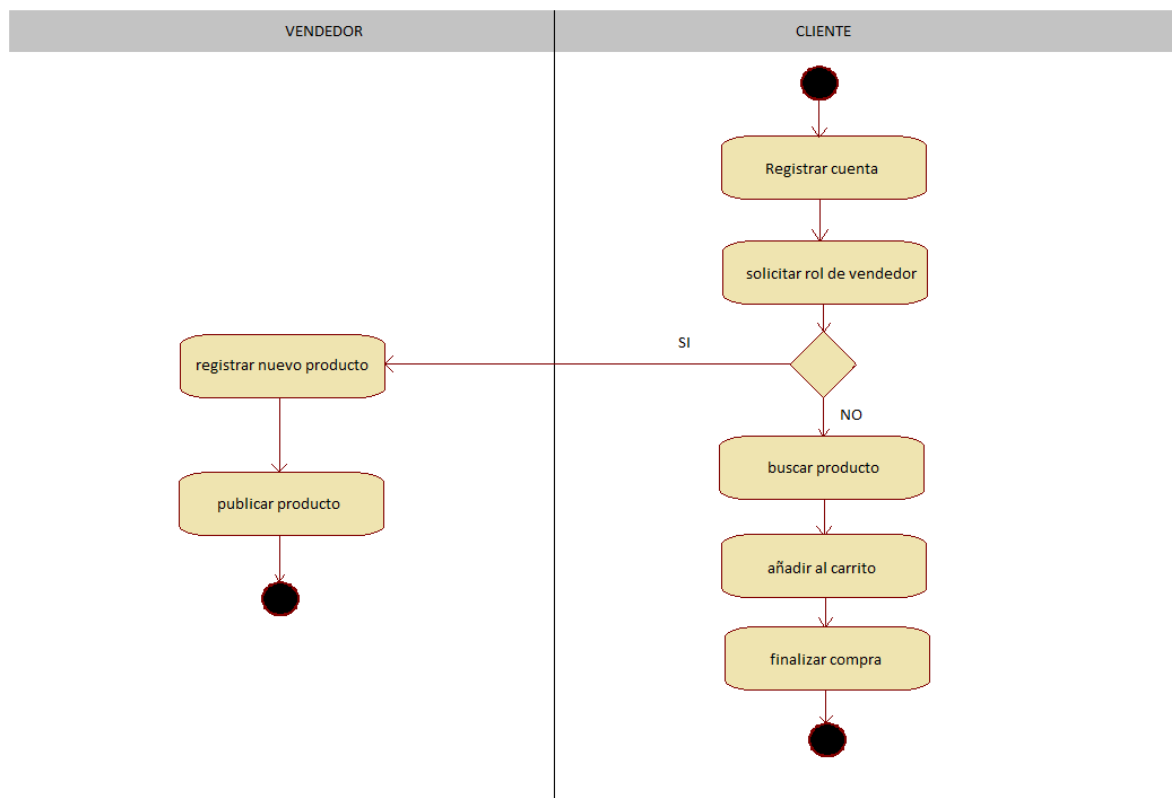 VENDEDOR
CLIENTE
Registrar cuenta
solicitar rol de vendedor
SI
registrar nuevo producto
NO
buscar producto
publicar producto
añadir al carrito
finalizar compra